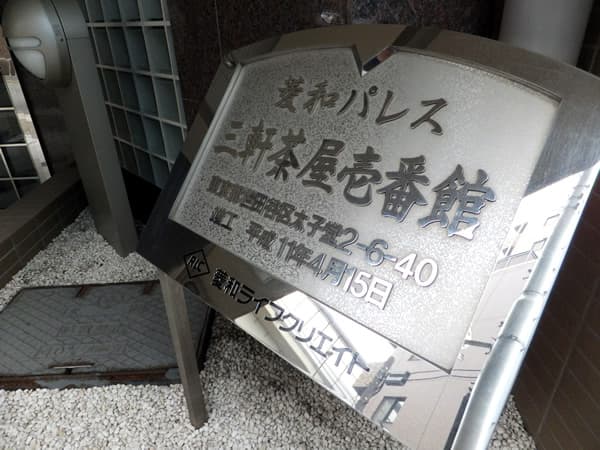 菱和パレス
三軒茶屋壱番館
東京都世田谷区太子堂2-6-40
竣工 平成11年4月15日
RLC 菱和ライフクリエイト